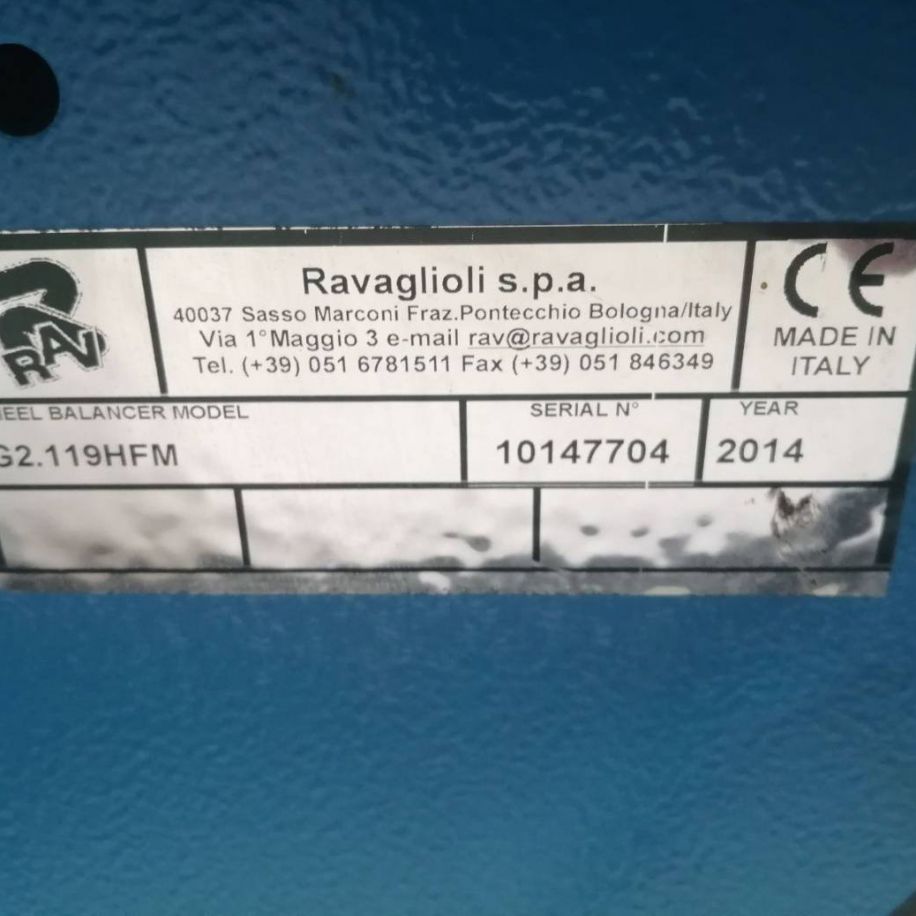 RAV
Ravaglioli s.p.a.
40037 Sasso Marconi Fraz.Pontecchio Bologna/Italy
Via 1°Maggio 3 e-mail rav@ravaglioli.com
Tel. (+39) 051 6781511 Fax (+39) 051 846349
CE
MADE IN
ITALY
EEL BALANCER MODEL
G2.119HFM
SERIAL N°
10147704
YEAR
2014